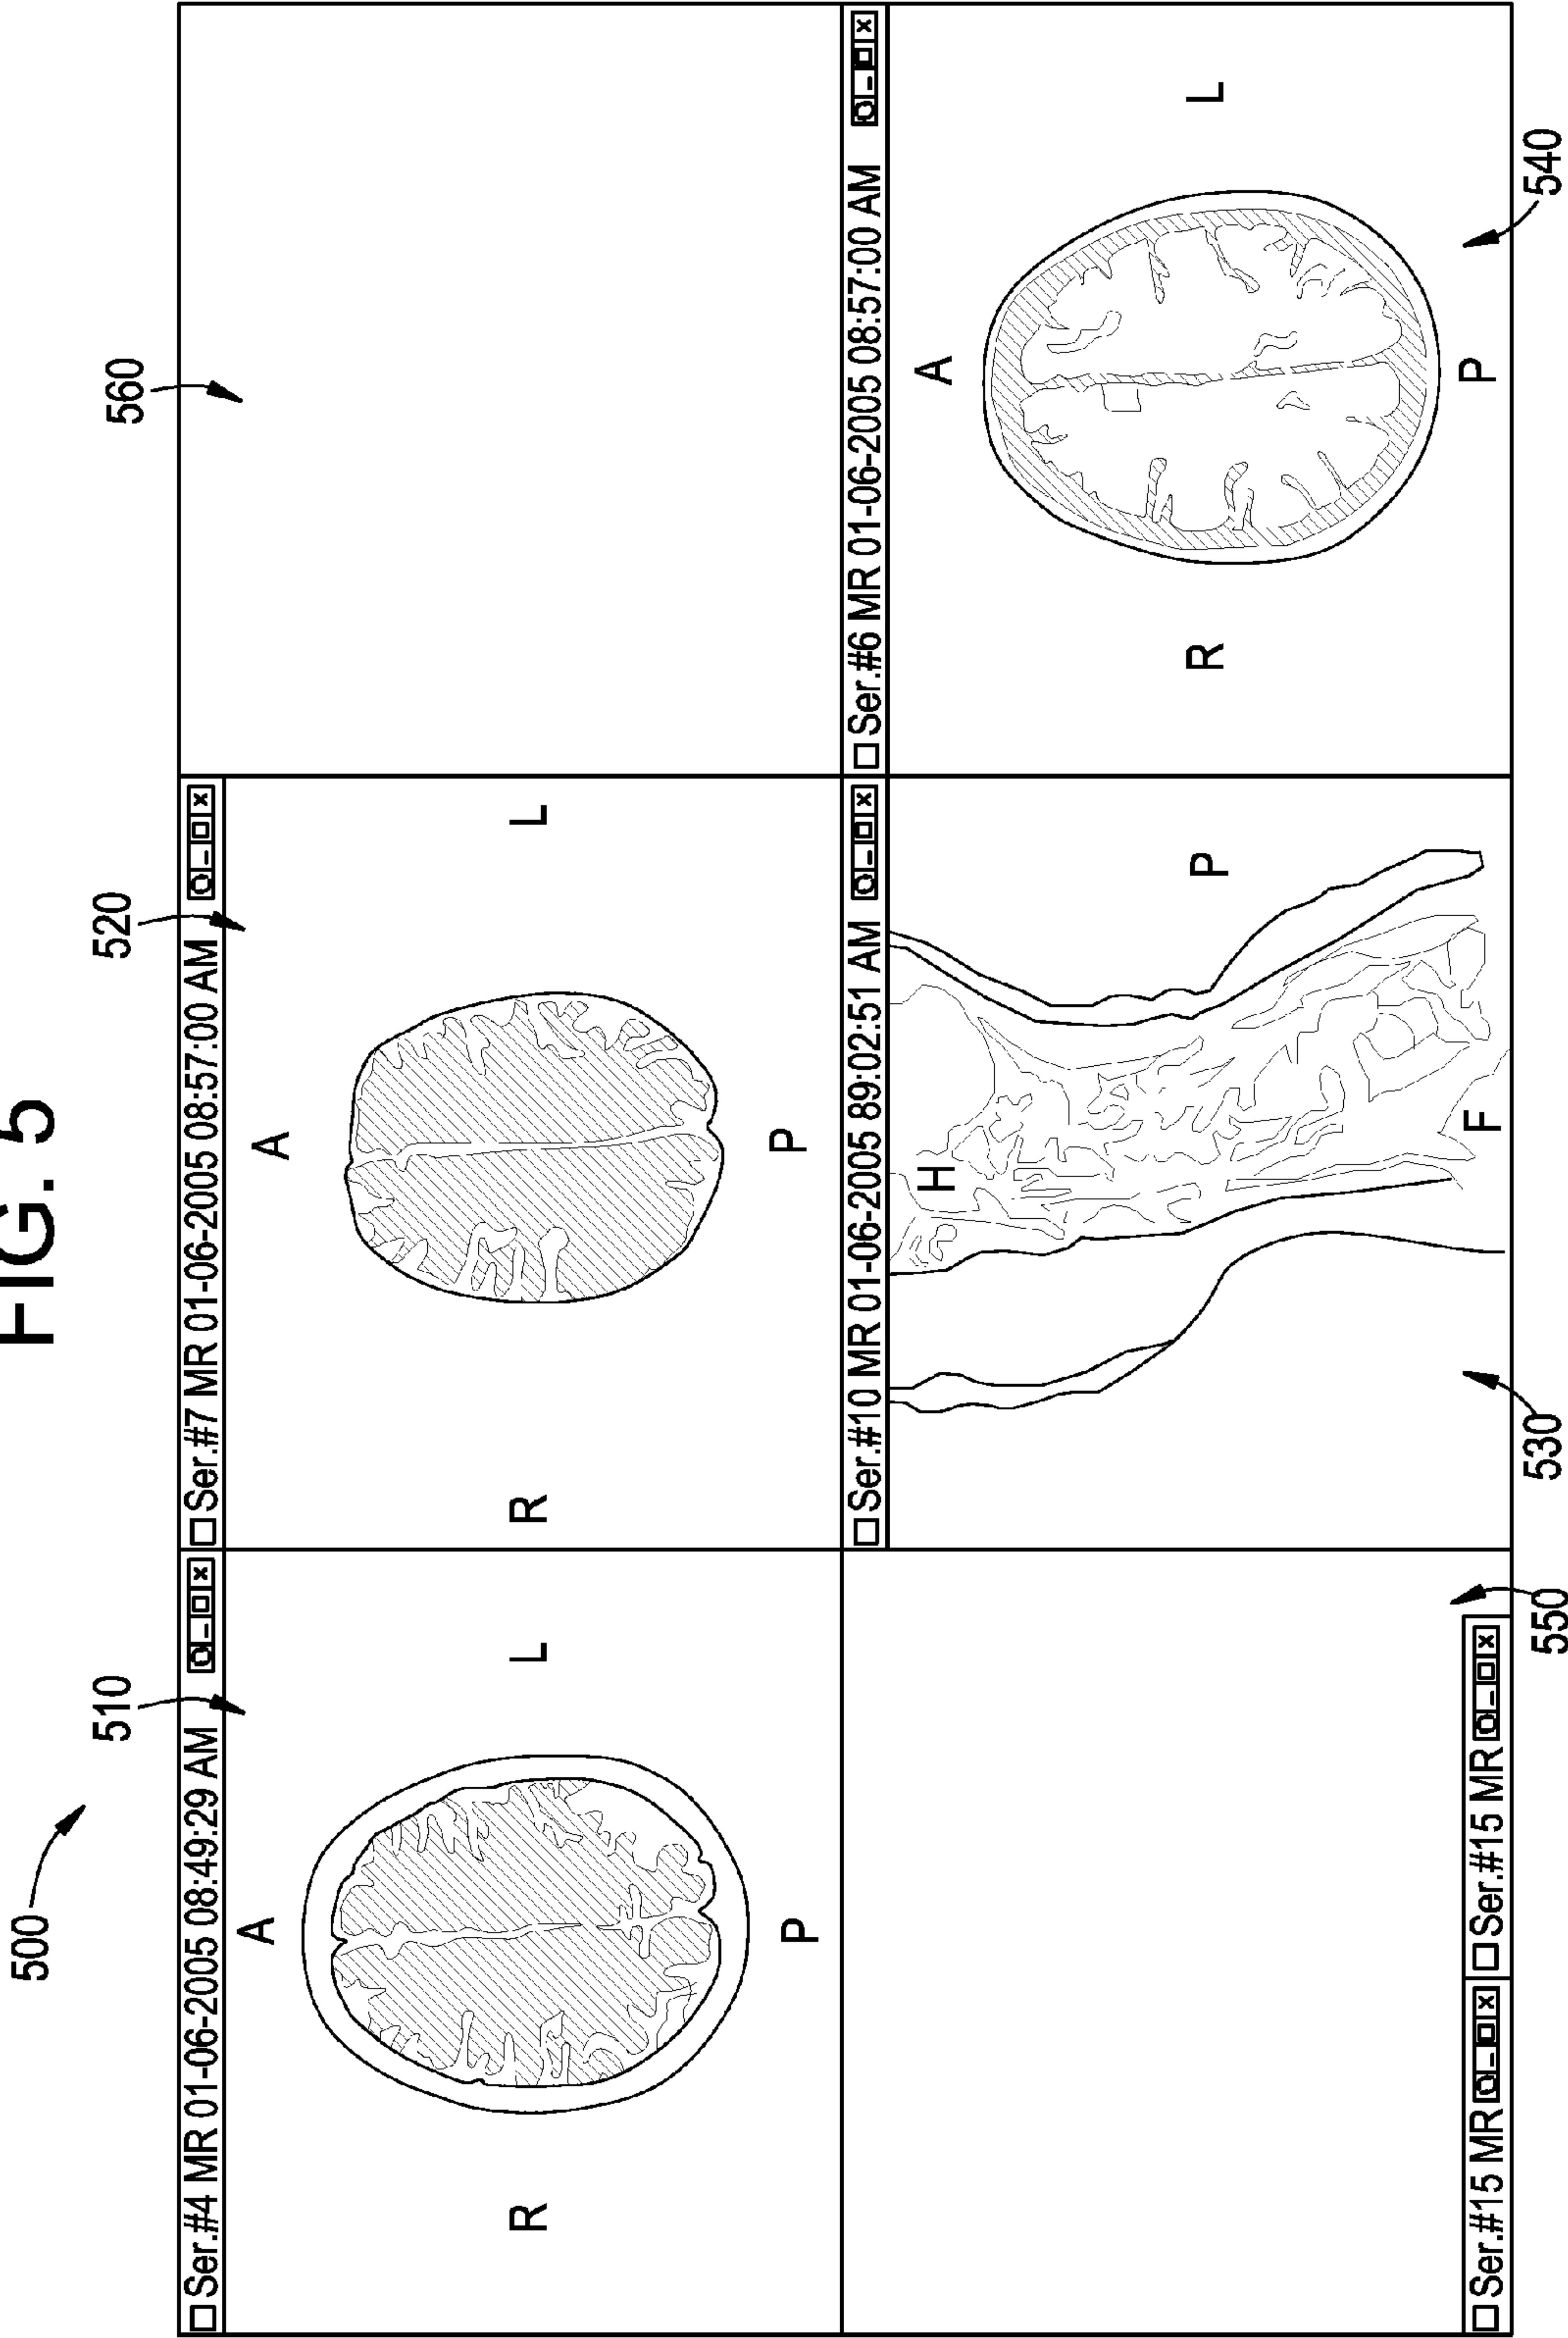 FIG. 5
500
510
520
560
□Ser.#4 MR 01-06-2005 08:49:29 AM
A
R
L
P
□Ser.#7 MR 01-06-2005 08:57:00 AM
A
R
L
P
□Ser.#10 MR 01-06-2005 89:02:51 AM
H
P
F
□Ser.#6 MR 01-06-2005 08:57:00 AM
A
R
L
P
□Ser.#15 MR
□Ser.#15 MR
550
530
540